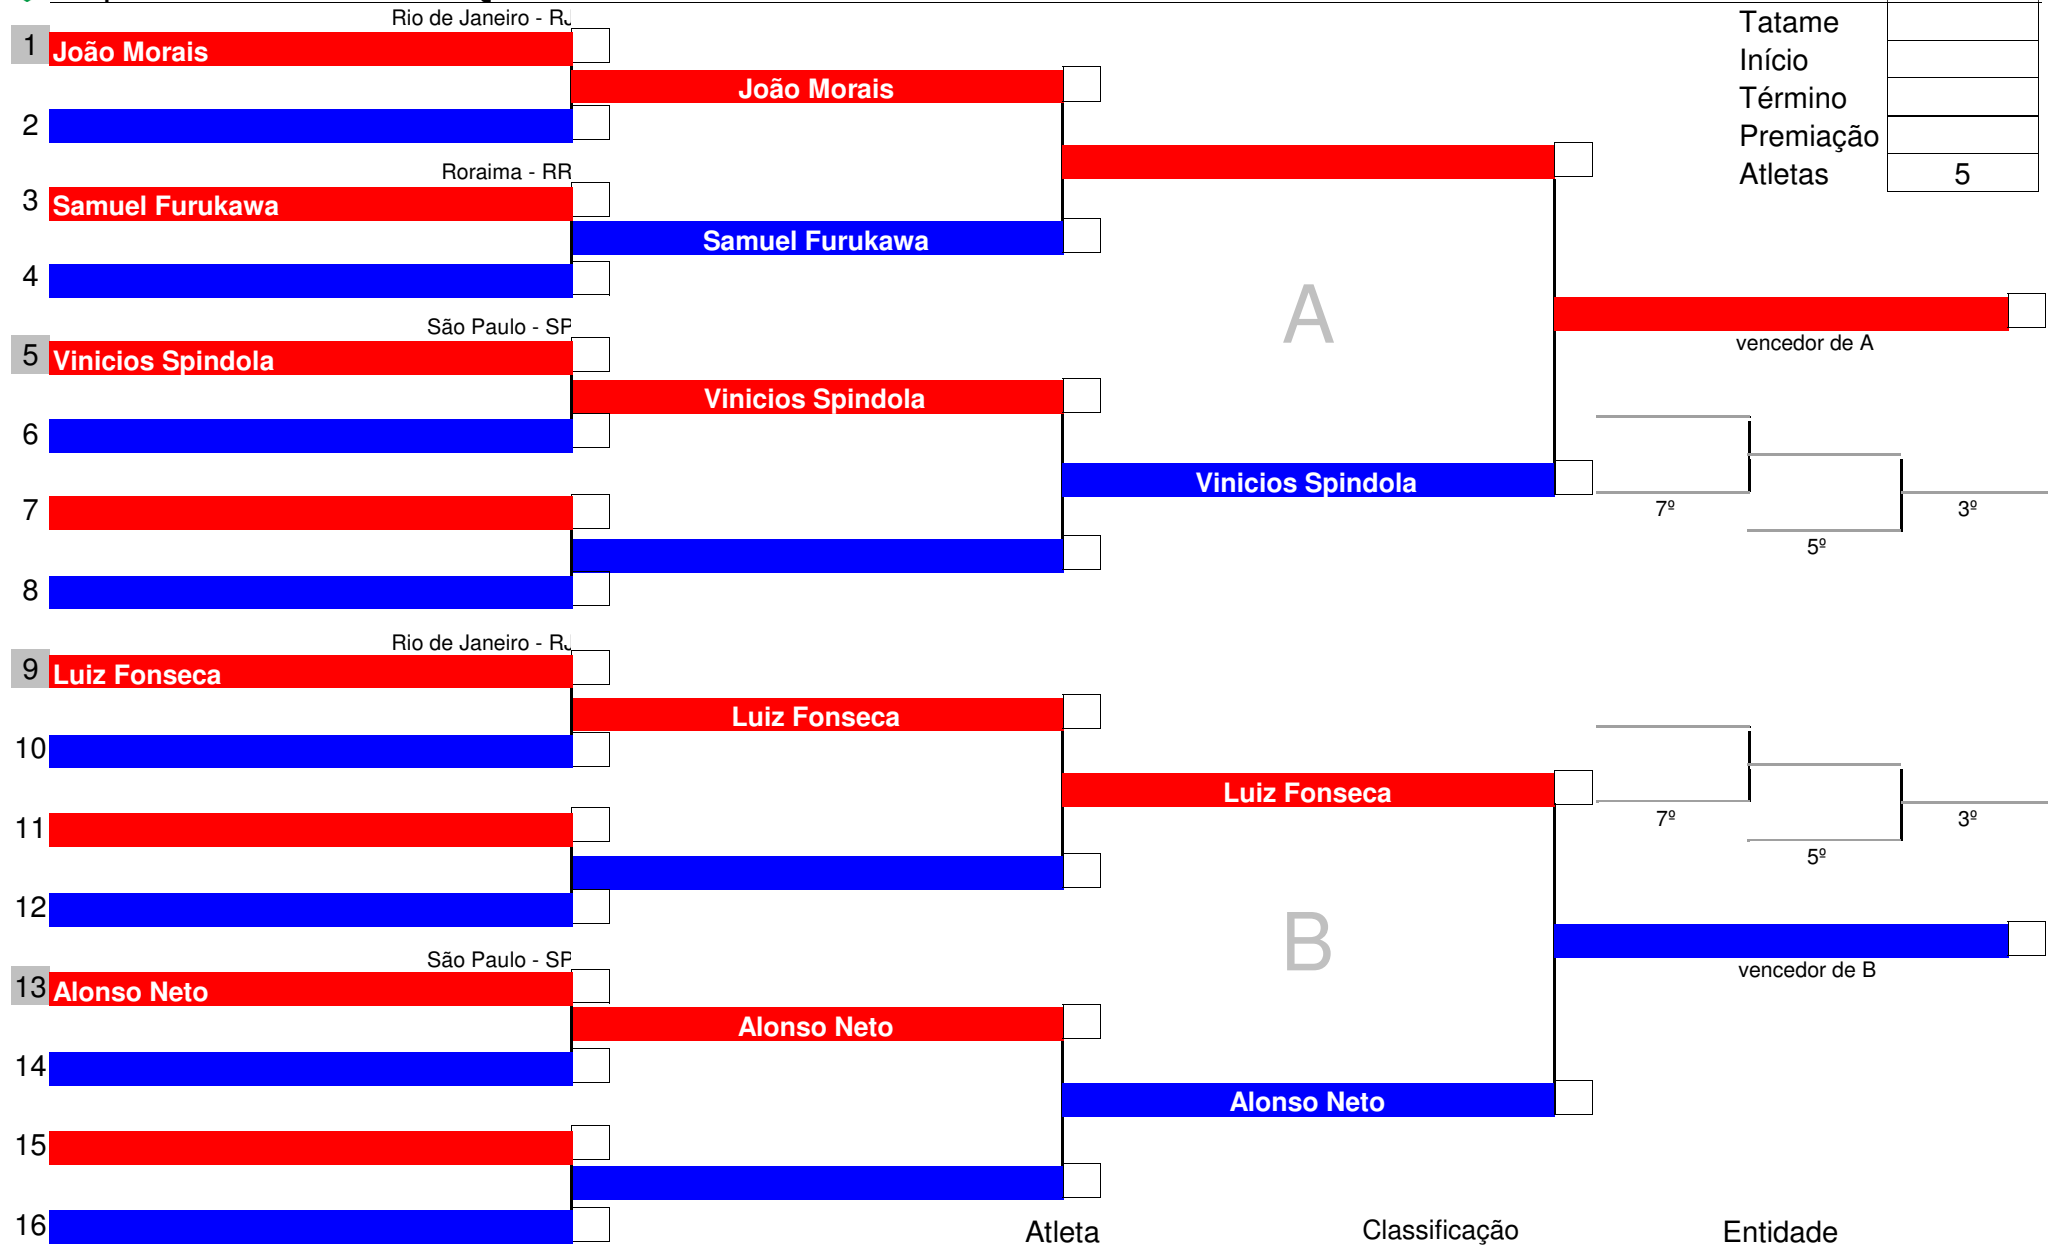 Rio de Janeiro - RJ
1 João Morais
João Morais
2
Roraima - RR
3 Samuel Furukawa
Samuel Furukawa
4
São Paulo - SP
5 Vinicios Spindola
Vinicios Spindola
6
Vinicios Spindola
7
8
Tatame
Início
Término
Premiação
Atletas 5
A
vencedor de A
7º
3º
5º
Rio de Janeiro - RJ
9 Luiz Fonseca
Luiz Fonseca
10
Luiz Fonseca
11
12
7º
3º
5º
B
vencedor de B
São Paulo - SP
13 Alonso Neto
Alonso Neto
14
Alonso Neto
15
16
Atleta Classificação Entidade